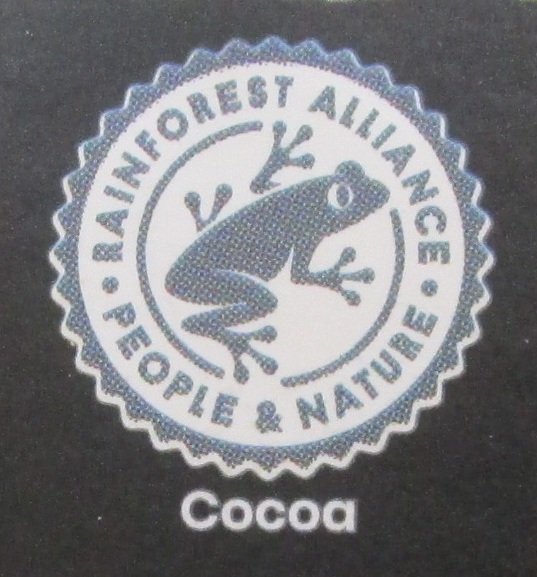 RAINFOREST ALLIANCE
• PEOPLE & NATURE •
Cocoa